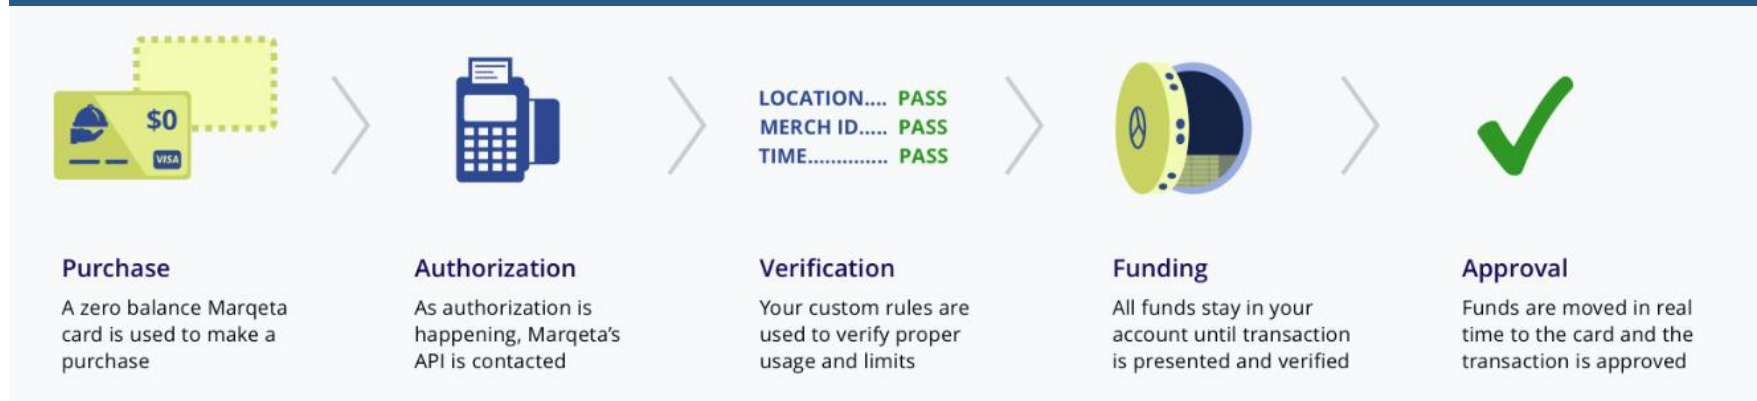 $0
VISA
LOCATION.... PASS
MERCH ID..... PASS
TIME.............. PASS
Purchase
A zero balance Marqeta
card is used to make a
purchase
Authorization
As authorization is
happening, Marqeta's
API is contacted
Verification
Your custom rules are
used to verify proper
usage and limits
Funding
All funds stay in your
account until transaction
is presented and verified
Approval
Funds are moved in real
time to the card and the
transaction is approved